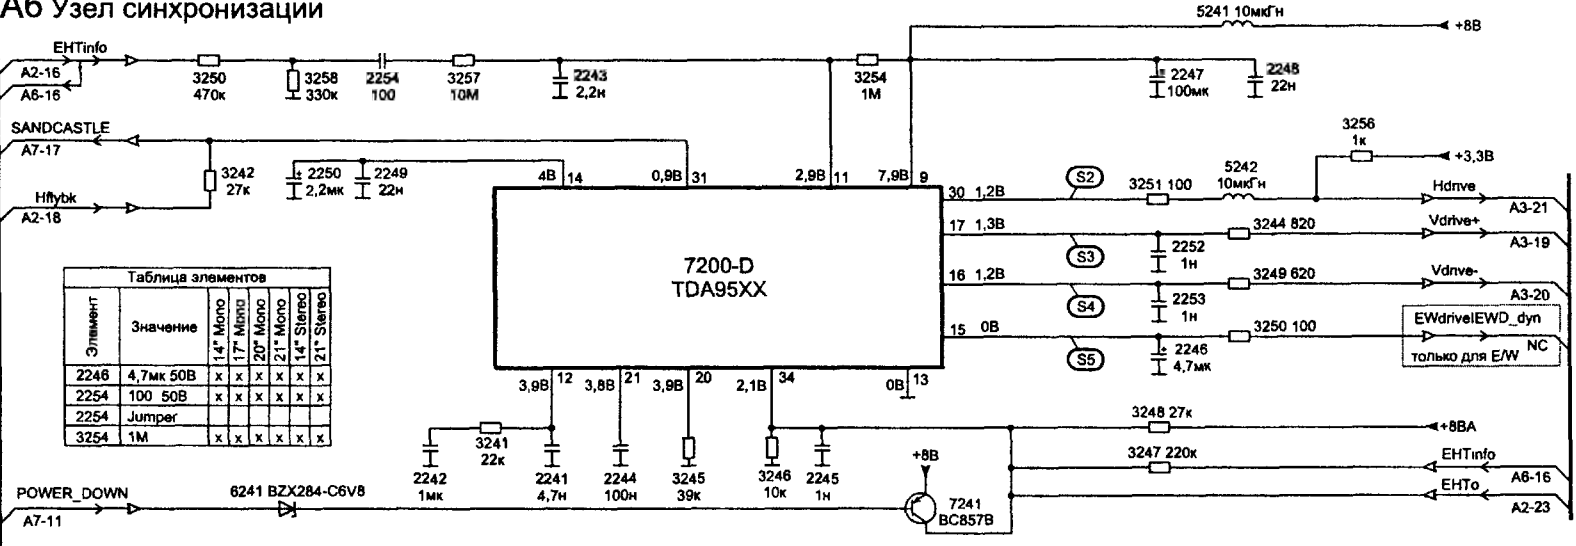 А6 Узел синхронизации
5241 10мкГн
+8В
EHTinfo
A2-16
A6-16
3250
470к
3258
330к
2254
100
3257
10М
2243
2,2н
3254
1М
2247
100мк
2248
22н
SANDCASTLE
A7-17
3242
27к
2250
2,2мк
2249
22н
Hflybk
A2-18
3256
1к
+3,3В
4В 14
0,9В 31
2,9В 11
7,9В 9
30 1,2В
S2
3251 100
5242
10мкГн
Hdrive
A3-21
17 1,3В
S3
2252
1н
3244 820
Vdrive+
A3-19
7200-D
TDA95XX
16 1,2В
S4
2253
1н
3249 620
Vdrive-
A3-20
15 0В
S5
2246
4,7мк
3250 100
EWdrivelEWD_dyn
NC
только для E/W
Таблица элементов
Элемент
Значение
14" Mono
17" Mono
20" Mono
21" Mono
14" Stereo
21" Stereo
2246 4,7мк 50В x x x x x x
2254 100 50В x x x x x x
2254 Jumper
3254 1М x x x x x x
3,9В 12
3,8В 21
3,9В 20
2,1В 34
0В 13
3241
22к
2242
1мк
2241
4,7н
2244
100н
3245
39к
3246
10к
2245
1н
3248 27к
+8ВА
3247 220к
EHTinfo
A6-16
EHTo
A2-23
+8В
7241
BC857B
POWER_DOWN
A7-11
6241 BZX284-C6V8